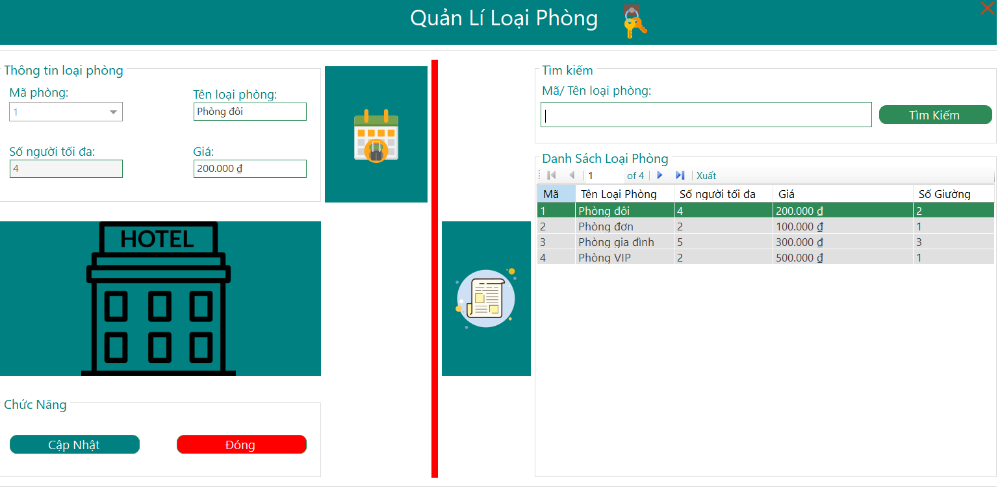 Quản Lí Loại Phòng
Thông tin loại phòng
Mã phòng:
1
Tên loại phòng:
Phòng đôi
Số người tối đa:
4
Giá:
200.000 ₫
HOTEL
Chức Năng
Cập Nhật
Đóng
Tìm kiếm
Mã/ Tên loại phòng:
Tìm Kiếm
Danh Sách Loại Phòng
1 of 4 Xuất
Mã Tên Loại Phòng Số người tối đa Giá Số Giường
1 Phòng đôi 4 200.000 ₫ 2
2 Phòng đơn 2 100.000 ₫ 1
3 Phòng gia đình 5 300.000 ₫ 3
4 Phòng VIP 2 500.000 ₫ 1